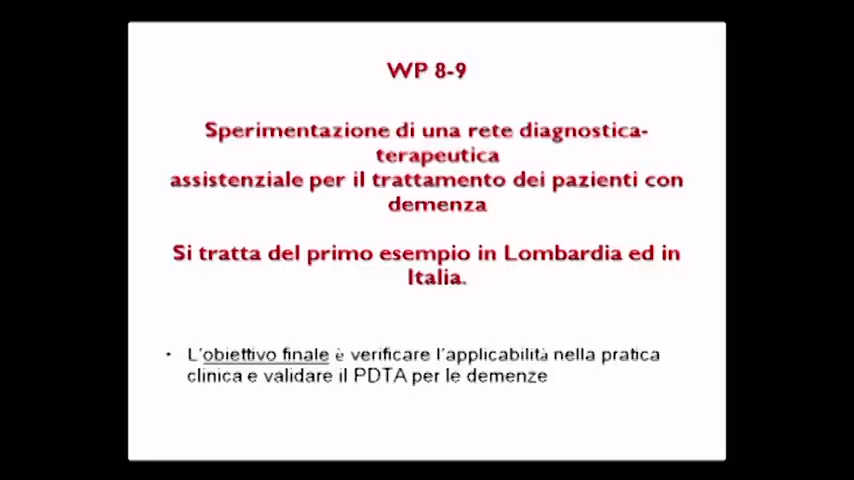 WP 8-9
Sperimentazione di una rete diagnostica-
terapeutica
assistenziale per il trattamento dei pazienti con
demenza
Si tratta del primo esempio in Lombardia ed in
Italia.
• L'obiettivo finale è verificare l'applicabilità nella pratica
clinica e validare il PDTA per le demenze